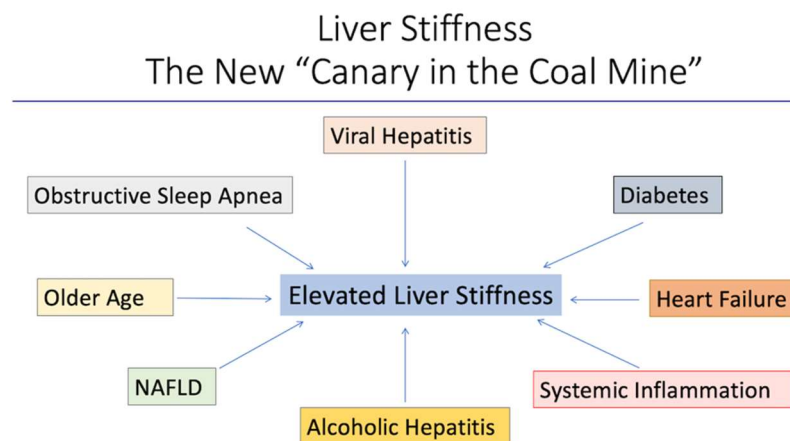 Liver Stiffness
The New “Canary in the Coal Mine”
Viral Hepatitis
Obstructive Sleep Apnea
Diabetes
Older Age
Elevated Liver Stiffness
Heart Failure
NAFLD
Systemic Inflammation
Alcoholic Hepatitis